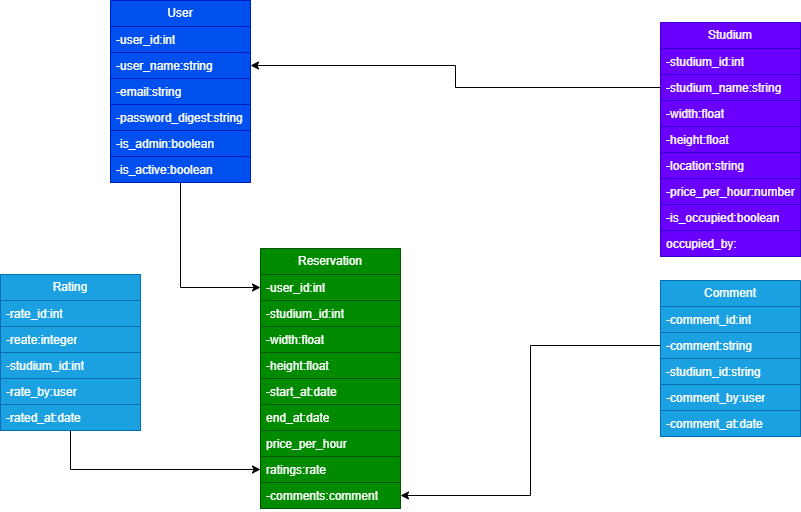 User
-user_id:int
-user_name:string
-email:string
-password_digest:string
-is_admin:boolean
-is_active:boolean
Studium
-studium_id:int
-studium_name:string
-width:float
-height:float
-location:string
-price_per_hour:number
-is_occupied:boolean
occupied_by:
Reservation
-user_id:int
-studium_id:int
-width:float
-height:float
-start_at:date
end_at:date
price_per_hour
ratings:rate
-comments:comment
Rating
-rate_id:int
-reate:integer
-studium_id:int
-rate_by:user
-rated_at:date
Comment
-comment_id:int
-comment:string
-studium_id:string
-comment_by:user
-comment_at:date